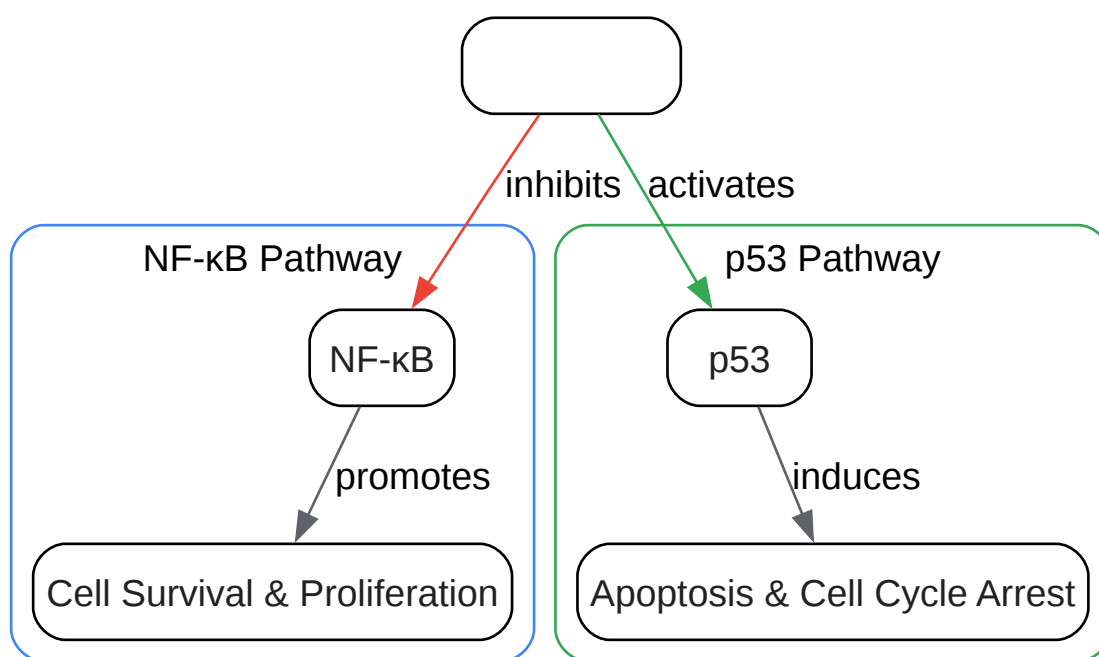 inhibits
activates
NF-κB Pathway
p53 Pathway
NF-κB
p53
promotes
induces
Cell Survival & Proliferation
Apoptosis & Cell Cycle Arrest